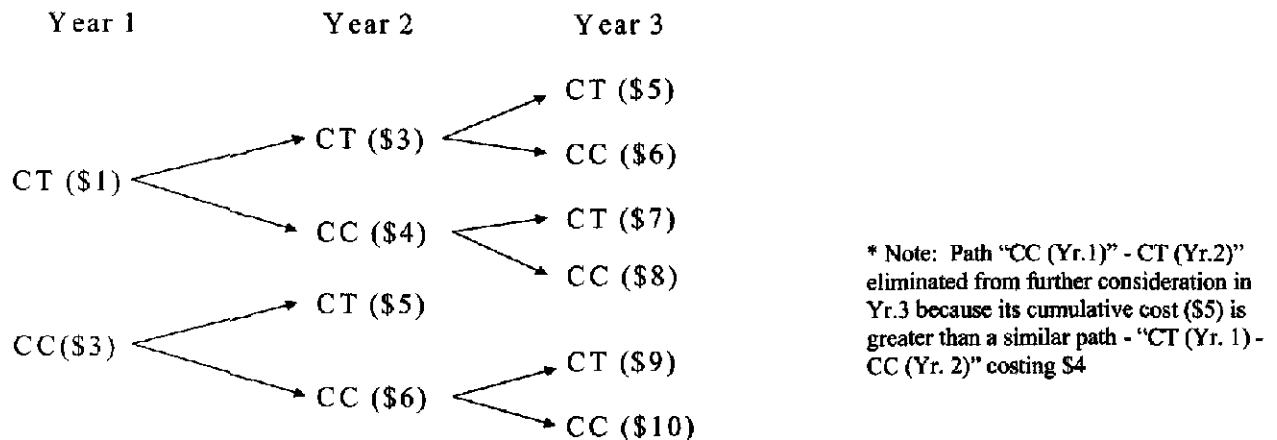 Year 1 Year 2 Year 3
CT ($5)
CT ($3)
CC ($6)
CT ($1)
CT ($7)
CC ($4)
CC ($8)
CT ($5)
CC($3)
CT ($9)
CC ($6)
CC ($10)
* Note: Path “CC (Yr.1)” - CT (Yr.2)”
eliminated from further consideration in
Yr.3 because its cumulative cost ($5) is
greater than a similar path - “CT (Yr. 1) -
CC (Yr. 2)” costing $4